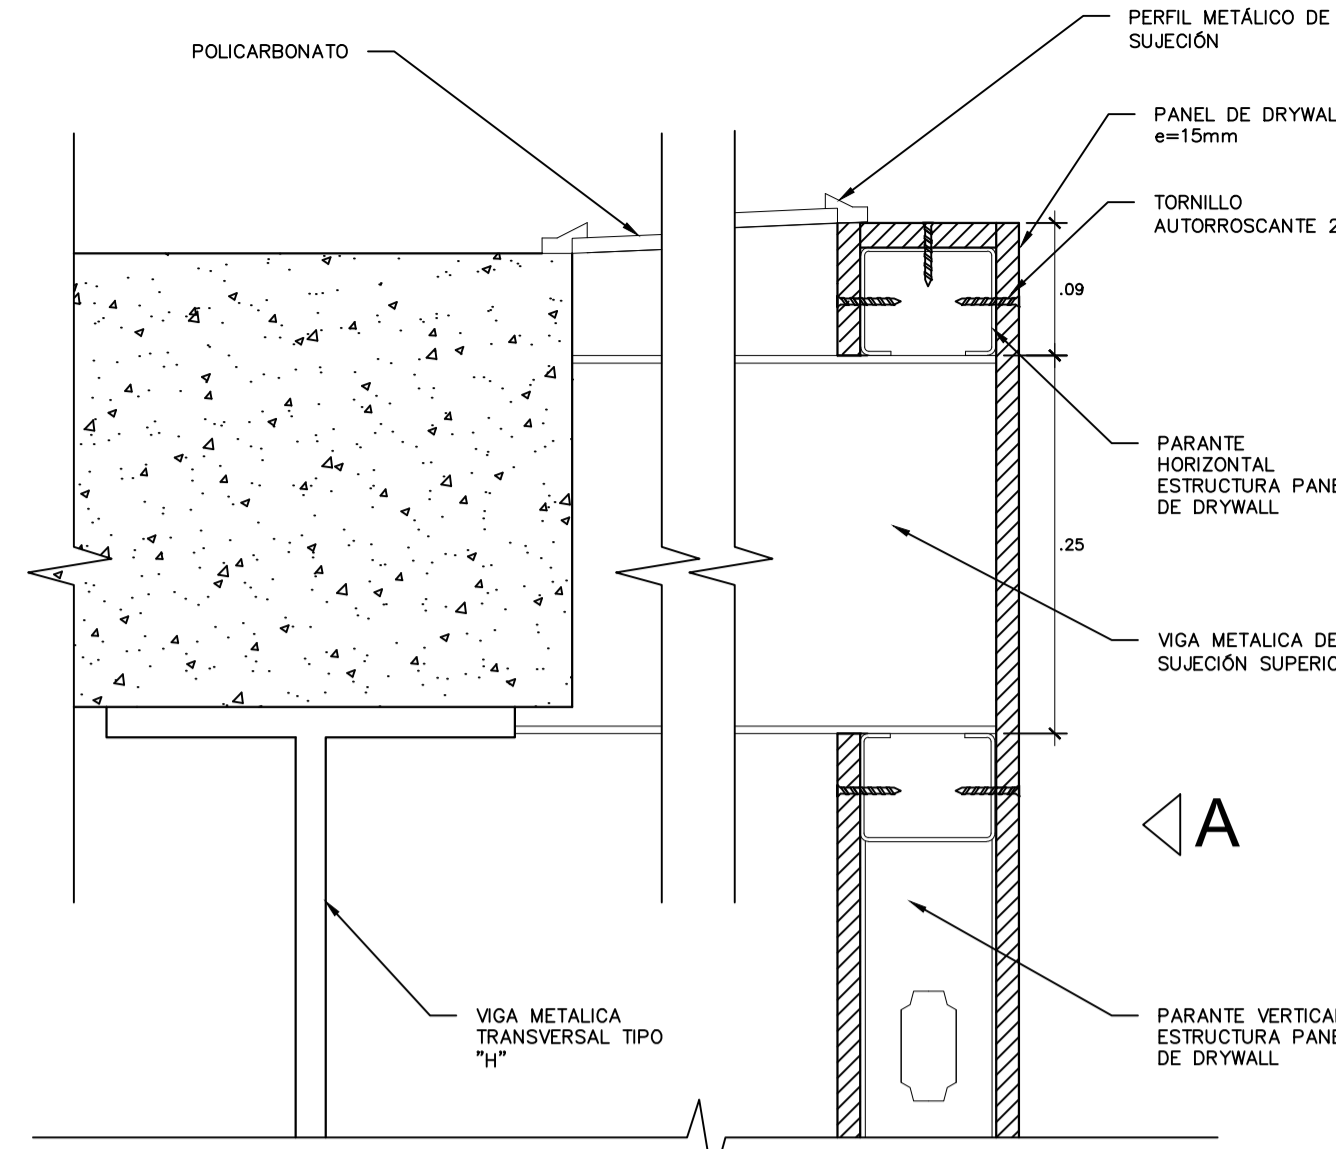 PERFIL METÁLICO DE
SUJECIÓN
POLICARBONATO
PANEL DE DRYWAL
e=15mm
TORNILLO
AUTORROSCANTE 2
.09
PARANTE
HORIZONTAL
ESTRUCTURA PANE
DE DRYWALL
.25
VIGA METALICA DE
SUJECIÓN SUPERIO
A
VIGA METALICA
TRANSVERSAL TIPO
"H"
PARANTE VERTICAL
ESTRUCTURA PANE
DE DRYWALL